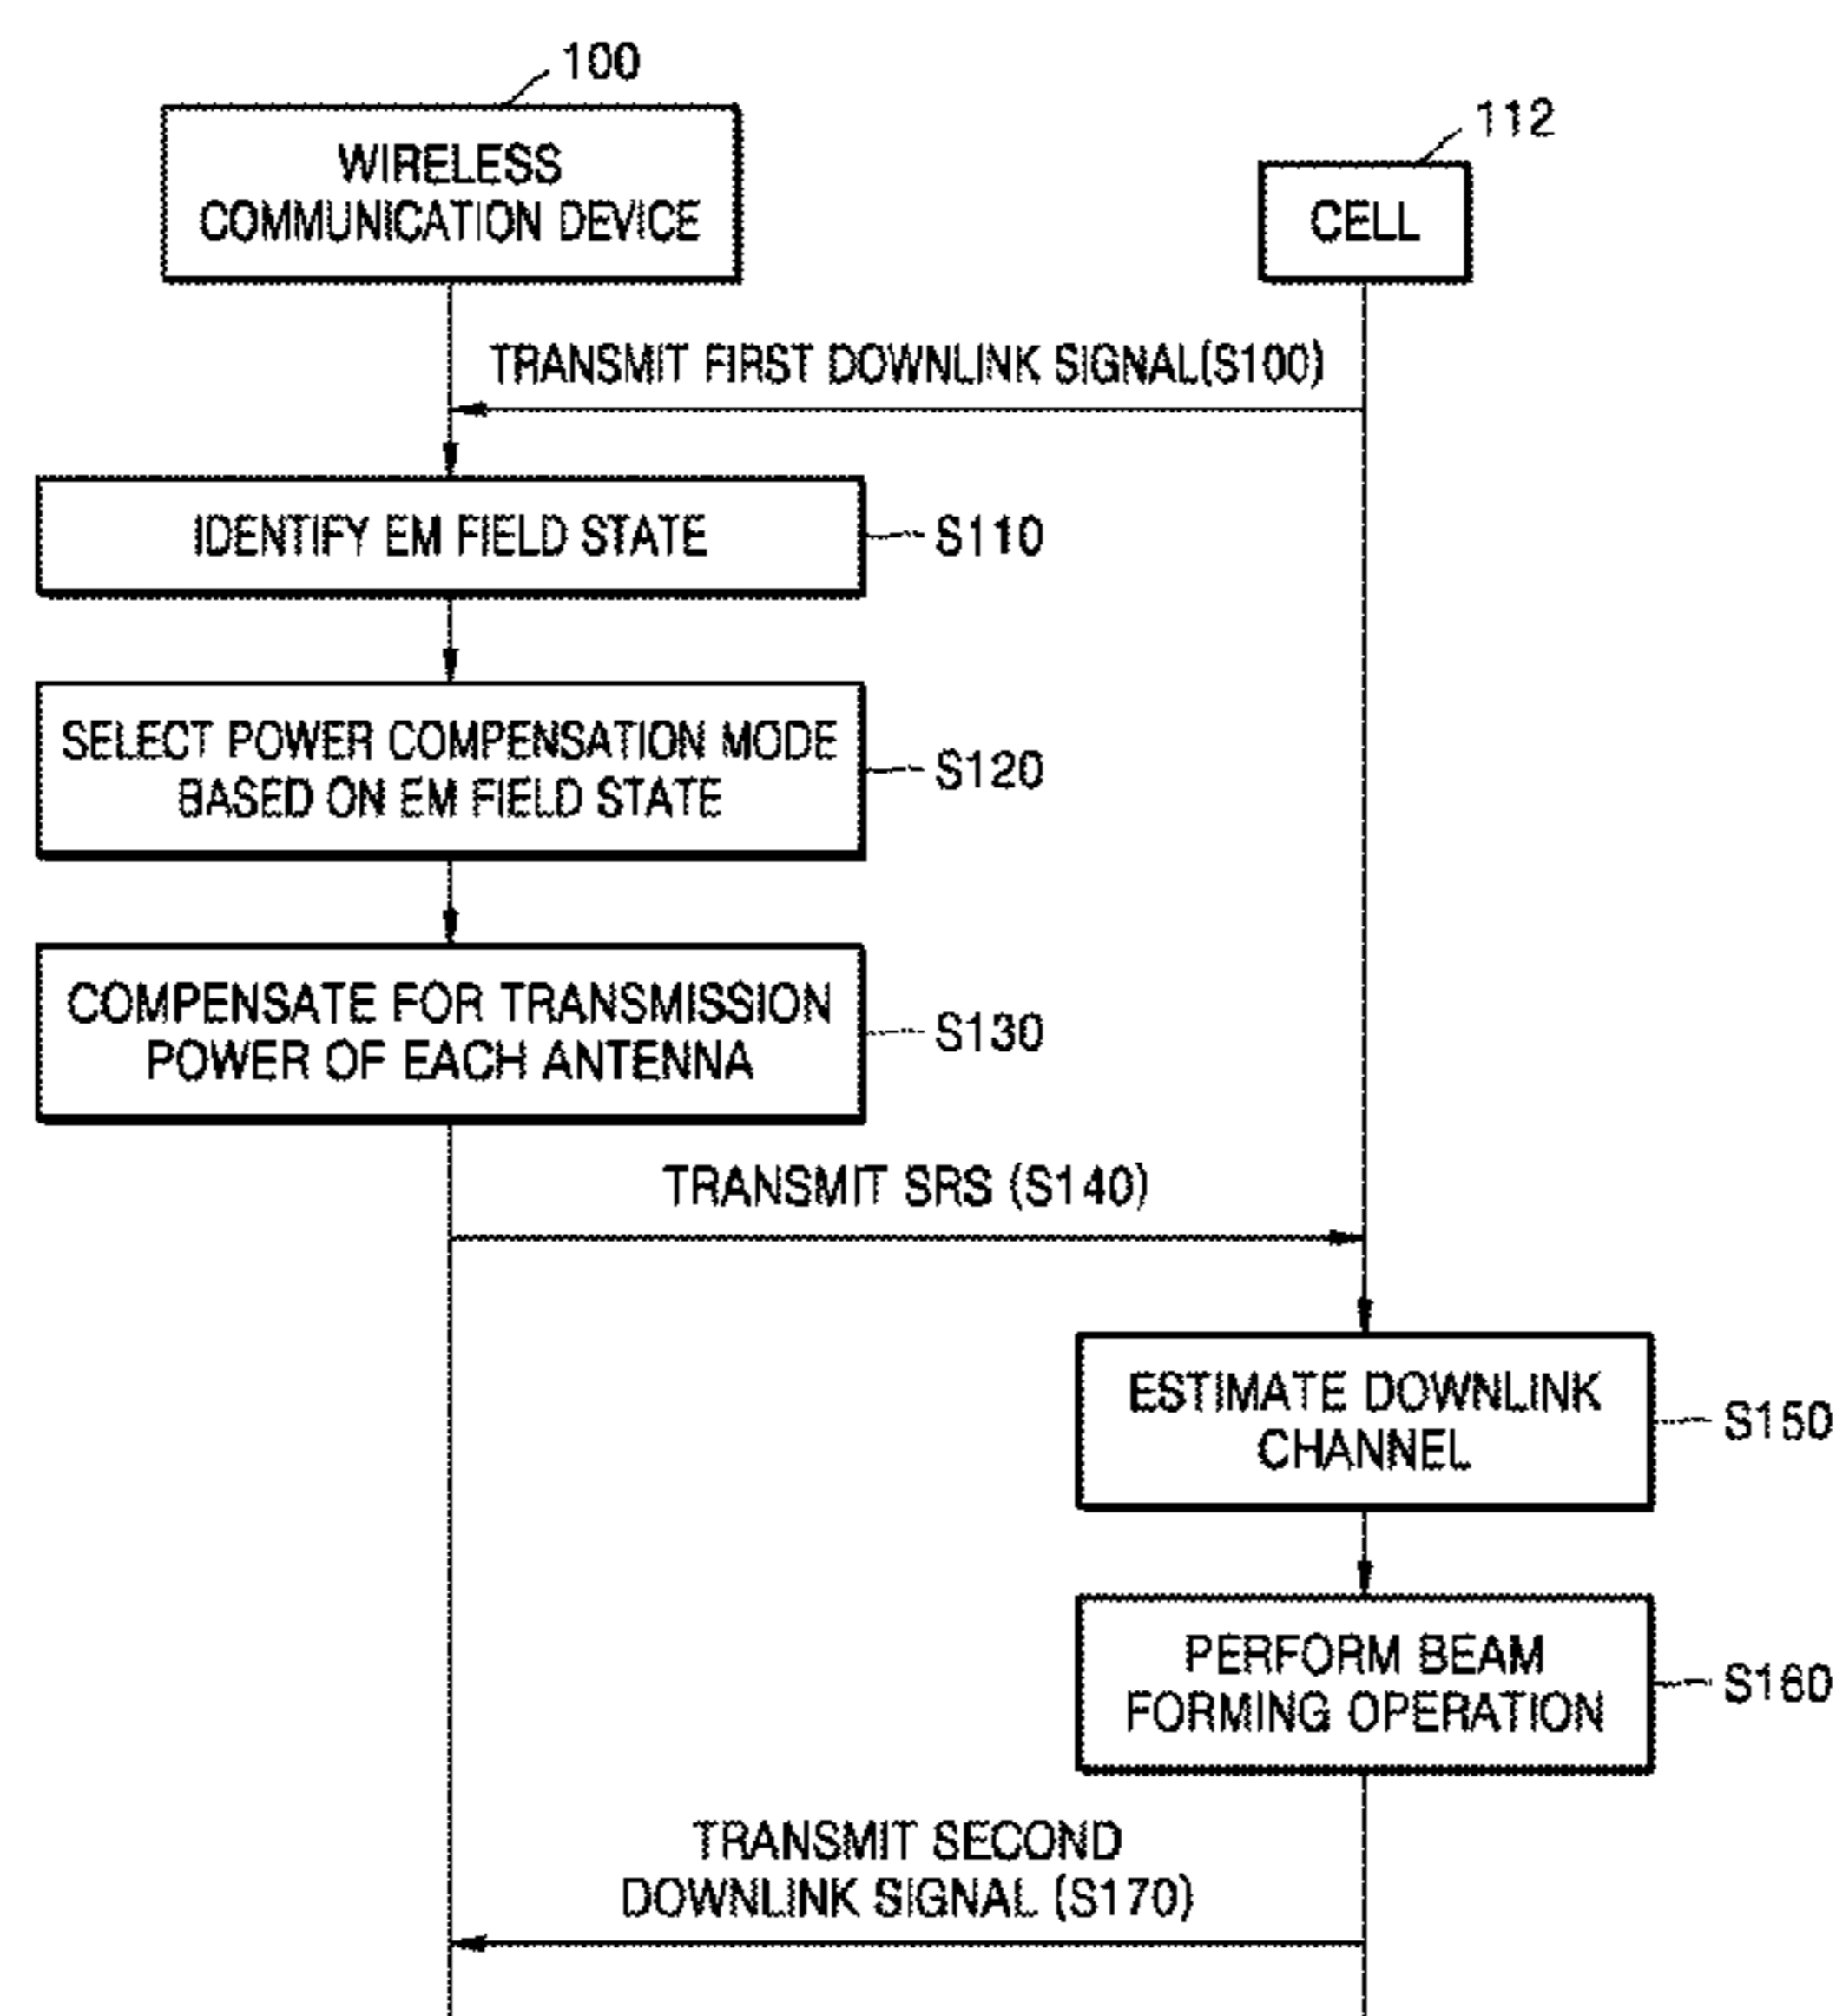 100
WIRELESS
COMMUNICATION DEVICE
112
CELL
TRANSMIT FIRST DOWNLINK SIGNAL(S100)
IDENTIFY EM FIELD STATE
S110
SELECT POWER COMPENSATION MODE
BASED ON EM FIELD STATE
S120
COMPENSATE FOR TRANSMISSION
POWER OF EACH ANTENNA
S130
TRANSMIT SRS (S140)
ESTIMATE DOWNLINK
CHANNEL
S150
PERFORM BEAM
FORMING OPERATION
S160
TRANSMIT SECOND
DOWNLINK SIGNAL (S170)